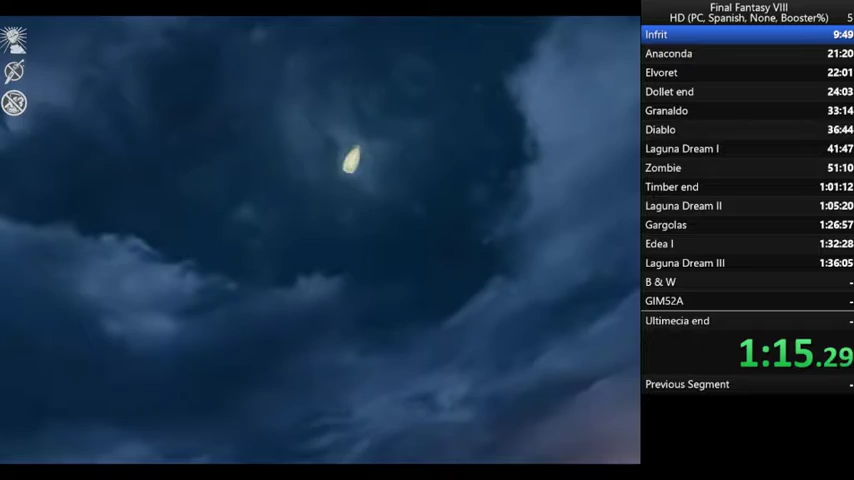 Final Fantasy VIII
HD (PC, Spanish, None, Booster%) 5
Infrit 9:49
Anaconda 21:20
Elvoret 22:01
Dollet end 24:03
Granaldo 33:14
Diablo 36:44
Laguna Dream I 41:47
Zombie 51:10
Timber end 1:01:12
Laguna Dream II 1:05:20
Gargolas 1:26:57
Edea I 1:32:28
Laguna Dream III 1:36:05
B & W -
GIM52A -
Ultimecia end -
1:15.29
Previous Segment -